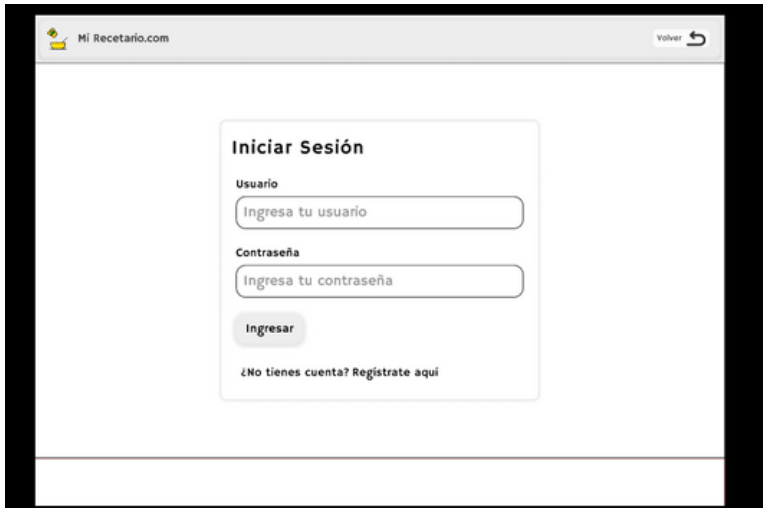 Mi Recetario.com
Volver
Iniciar Sesión
Usuario
Ingresa tu usuario
Contraseña
Ingresa tu contraseña
Ingresar
¿No tienes cuenta? Regístrate aquí